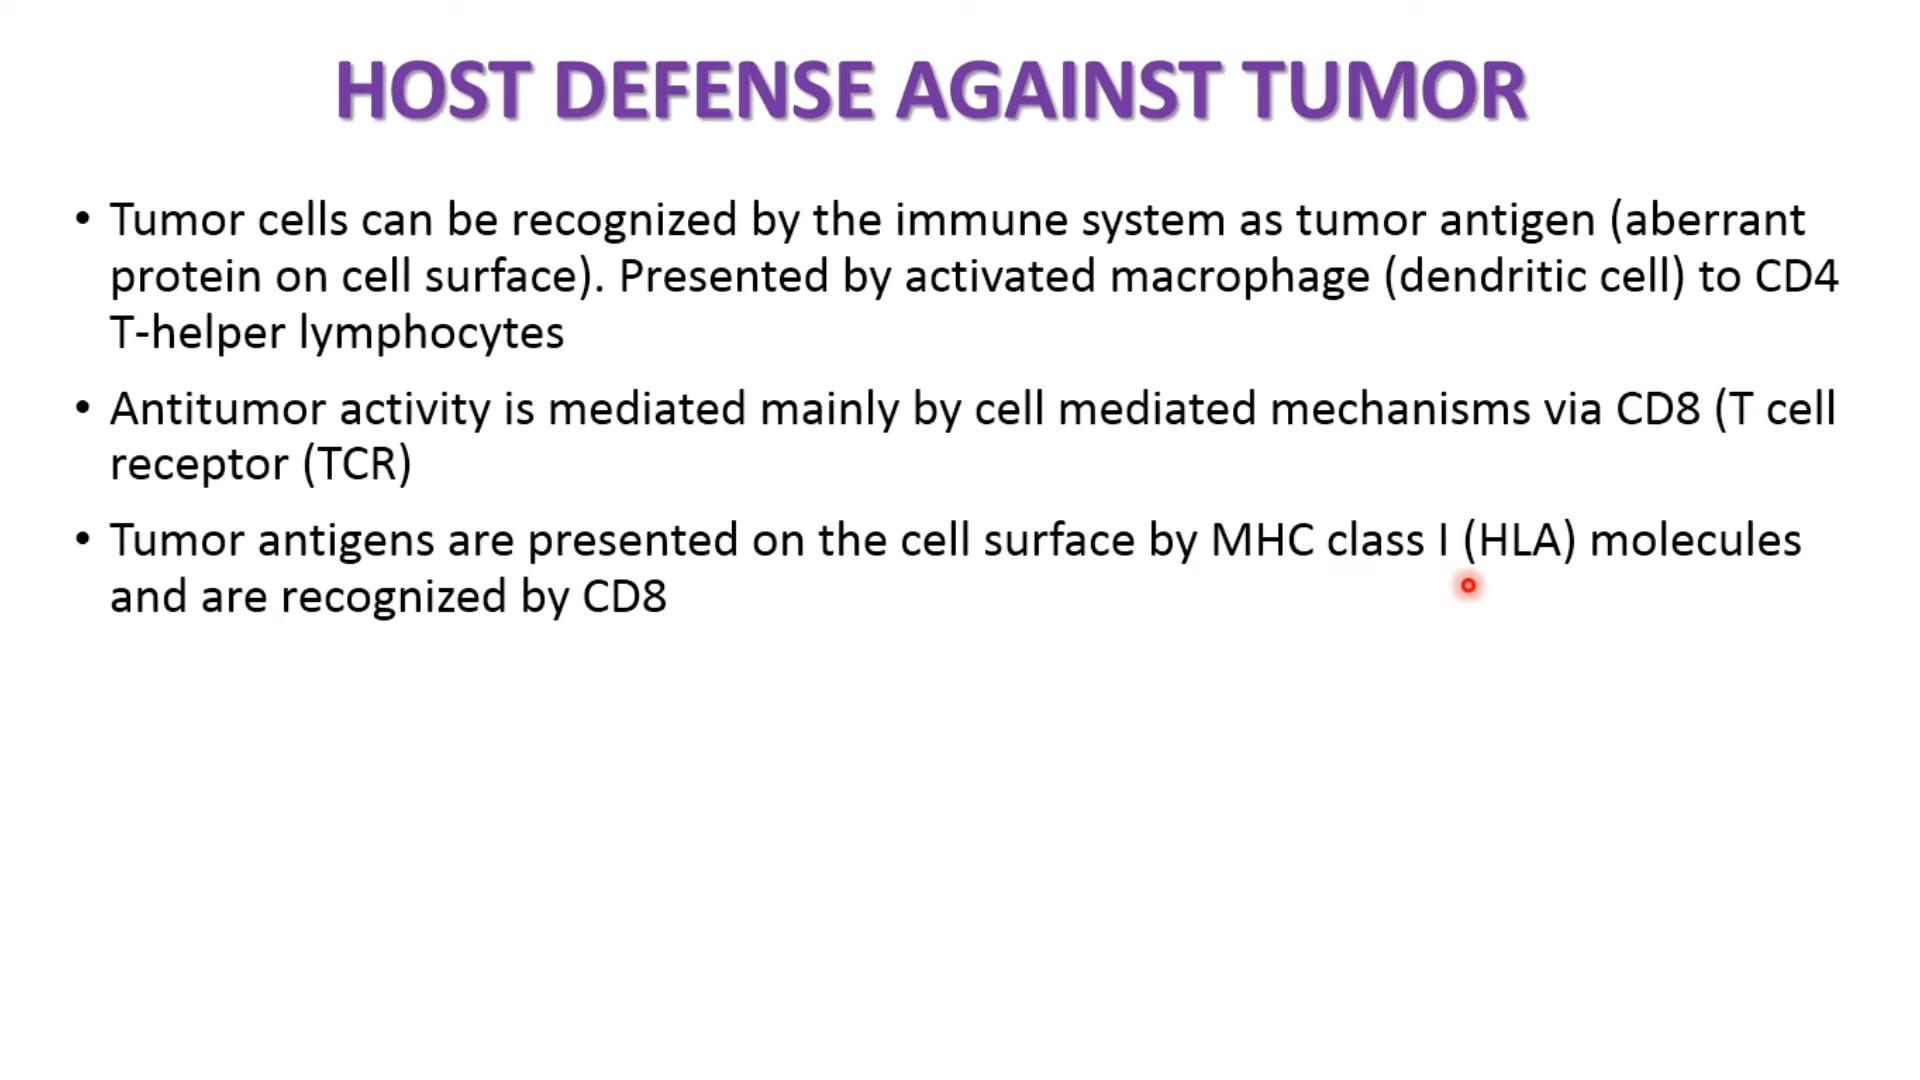 HOST DEFENSE AGAINST TUMOR
• Tumor cells can be recognized by the immune system as tumor antigen (aberrant
protein on cell surface). Presented by activated macrophage (dendritic cell) to CD4
T-helper lymphocytes
• Antitumor activity is mediated mainly by cell mediated mechanisms via CD8 (T cell
receptor (TCR)
• Tumor antigens are presented on the cell surface by MHC class I (HLA) molecules
and are recognized by CD8